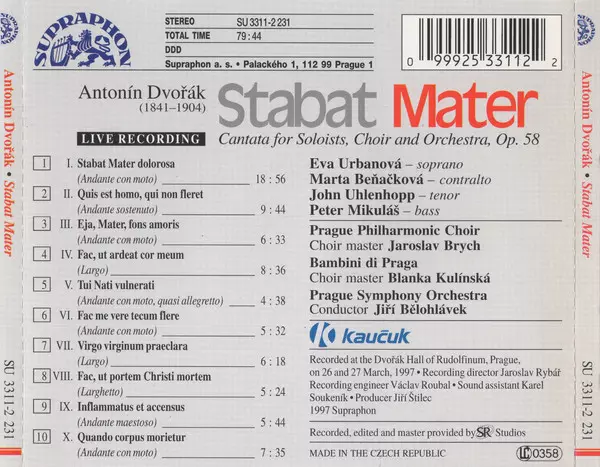 SUPRAPHON
STEREO SU 3311-2 231
TOTAL TIME 79:44
DDD
Supraphon a. s. • Palackého 1, 112 99 Prague 1
0 99925 33112 2
Antonín Dvořák
(1841–1904)
Stabat Mater
LIVE RECORDING
Cantata for Soloists, Choir and Orchestra, Op. 58
1 I. Stabat Mater dolorosa
(Andante con moto) 18 : 56
2 II. Quis est homo, qui non fleret
(Andante sostenuto) 9 : 44
3 III. Eja, Mater, fons amoris
(Andante con moto) 6 : 33
4 IV. Fac, ut ardeat cor meum
(Largo) 8 : 36
5 V. Tui Nati vulnerati
(Andante con moto, quasi allegretto) 4 : 38
6 VI. Fac me vere tecum flere
(Andante con moto) 5 : 32
7 VII. Virgo virginum praeclara
(Largo) 6 : 18
8 VIII. Fac, ut portem Christi mortem
(Larghetto) 5 : 24
9 IX. Inflammatus et accensus
(Andante maestoso) 5 : 44
10 X. Quando corpus morietur
(Andante con moto) 7 : 35
Eva Urbanová – soprano
Marta Beňačková – contralto
John Uhlenhopp – tenor
Peter Mikuláš – bass
Prague Philharmonic Choir
Choir master Jaroslav Brych
Bambini di Praga
Choir master Blanka Kulínská
Prague Symphony Orchestra
Conductor Jiří Bělohlávek
kaučuk
Recorded at the Dvořák Hall of Rudolfinum, Prague,
on 26 and 27 March, 1997 • Recording director Jaroslav Rybář
Recording engineer Václav Roubal • Sound assistant Karel
Soukeník • Producer Jiří Štilec
1997 Supraphon
Recorded, edited and master provided by SR Studios
MADE IN THE CZECH REPUBLIC
LC 0358
Antonín Dvořák • Stabat Mater
SU 3311-2 231
Antonín Dvořák • Stabat Mater
SU 3311-2 231